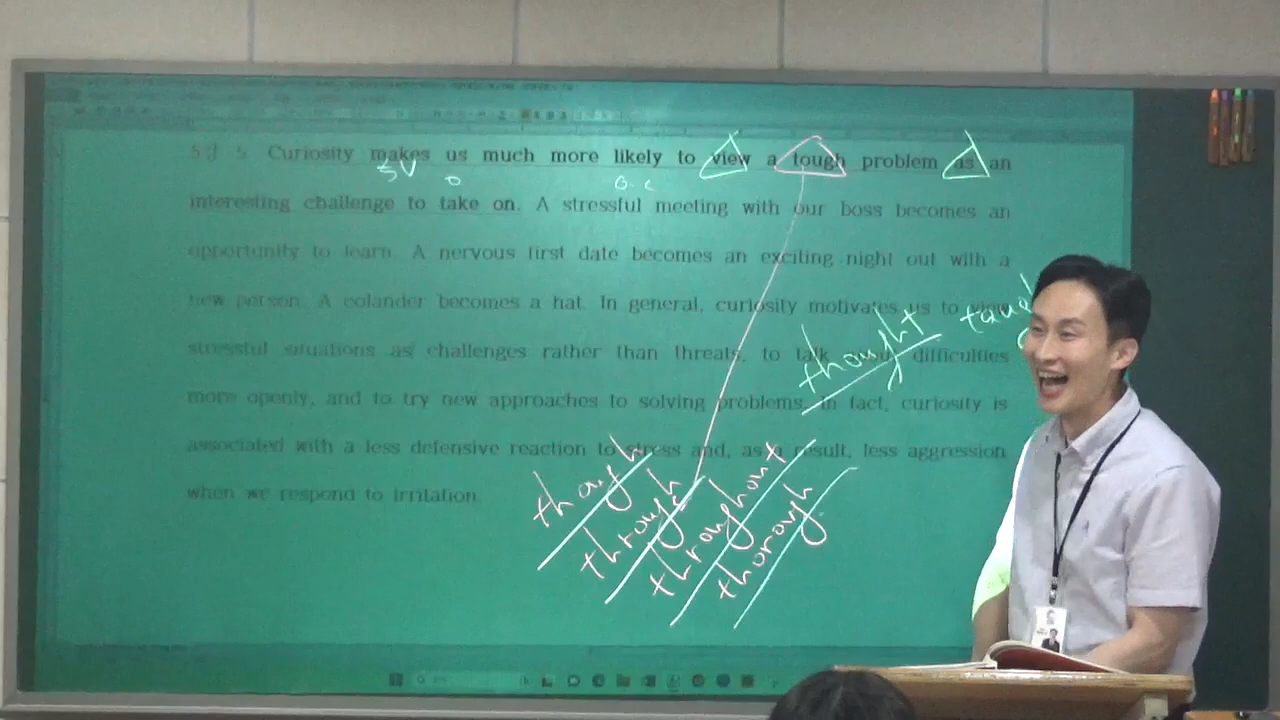 5강 5 Curiosity makes us much more likely to view a tough problem as an
S V O O.C
interesting challenge to take on. A stressful meeting with our boss becomes an
opportunity to learn. A nervous first date becomes an exciting night out with a
new person. A colander becomes a hat. In general, curiosity motivates us to view
stressful situations as challenges rather than threats, to talk difficulties
more openly, and to try new approaches to solving problems. In fact, curiosity is
associated with a less defensive reaction to stress and, as a result, less aggression
when we respond to irritation.
thought
though
through
throughout
thorough